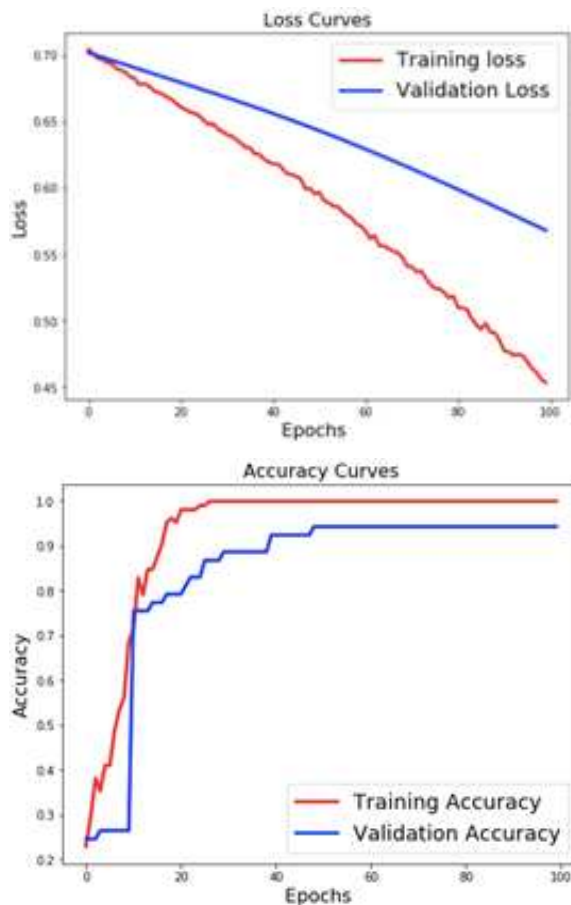 Loss Curves
0.70
Training loss
Validation Loss
0.65
0.60
Loss
0.55
0.50
0.45
0 20 40 60 80 100
Epochs
Accuracy Curves
1.0
0.9
0.8
0.7
Accuracy
0.6
0.5
0.4
Training Accuracy
0.3
Validation Accuracy
0.2
0 20 40 60 80 100
Epochs